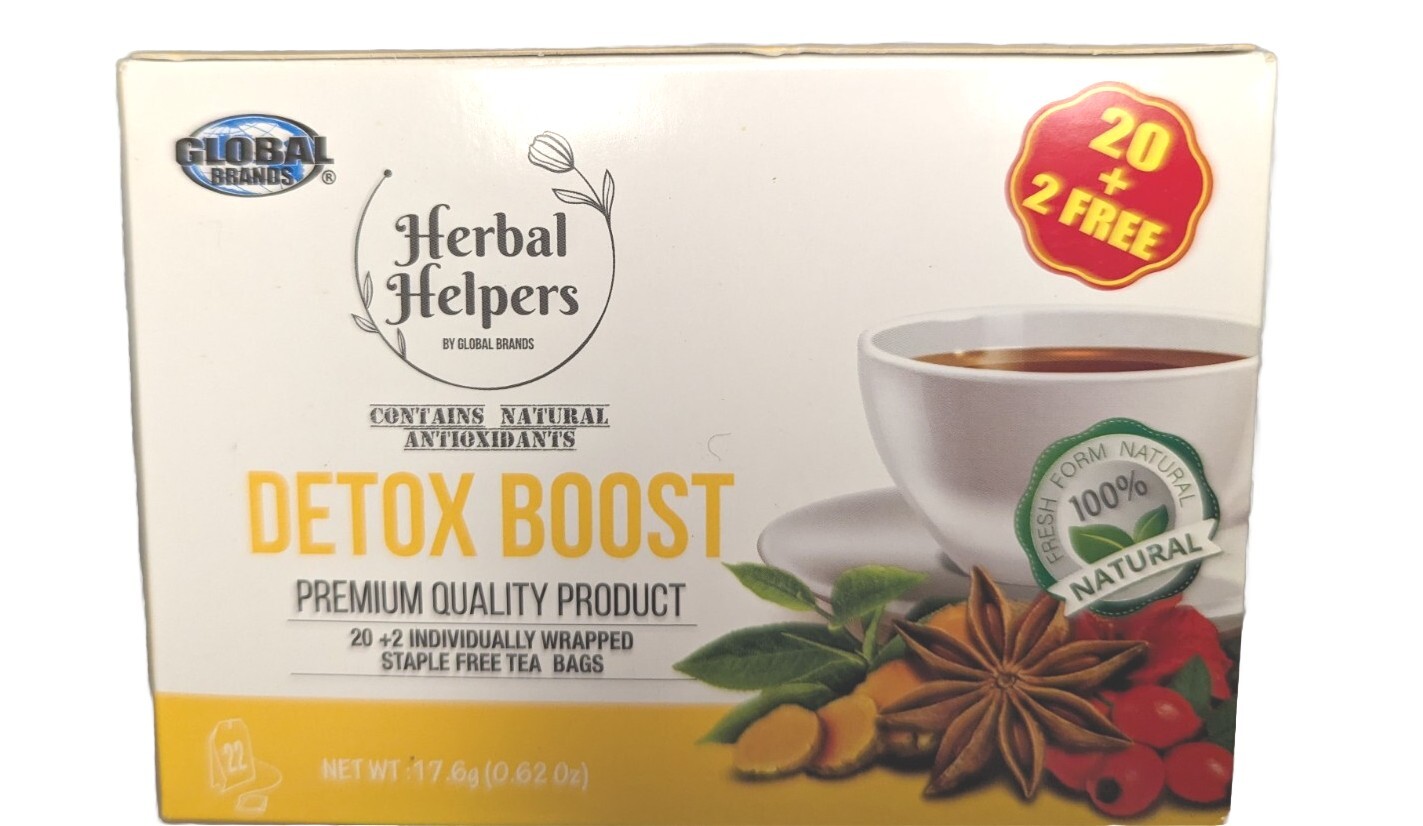 GLOBAL
BRANDS ®
20
+
2 FREE
Herbal
Helpers
BY GLOBAL BRANDS
CONTAINS NATURAL
ANTIOXIDANTS
DETOX BOOST
PREMIUM QUALITY PRODUCT
20 +2 INDIVIDUALLY WRAPPED
STAPLE FREE TEA BAGS
FRESH FORM NATURAL
100%
NATURAL
22
NET WT :17.6g (0.62 Oz)